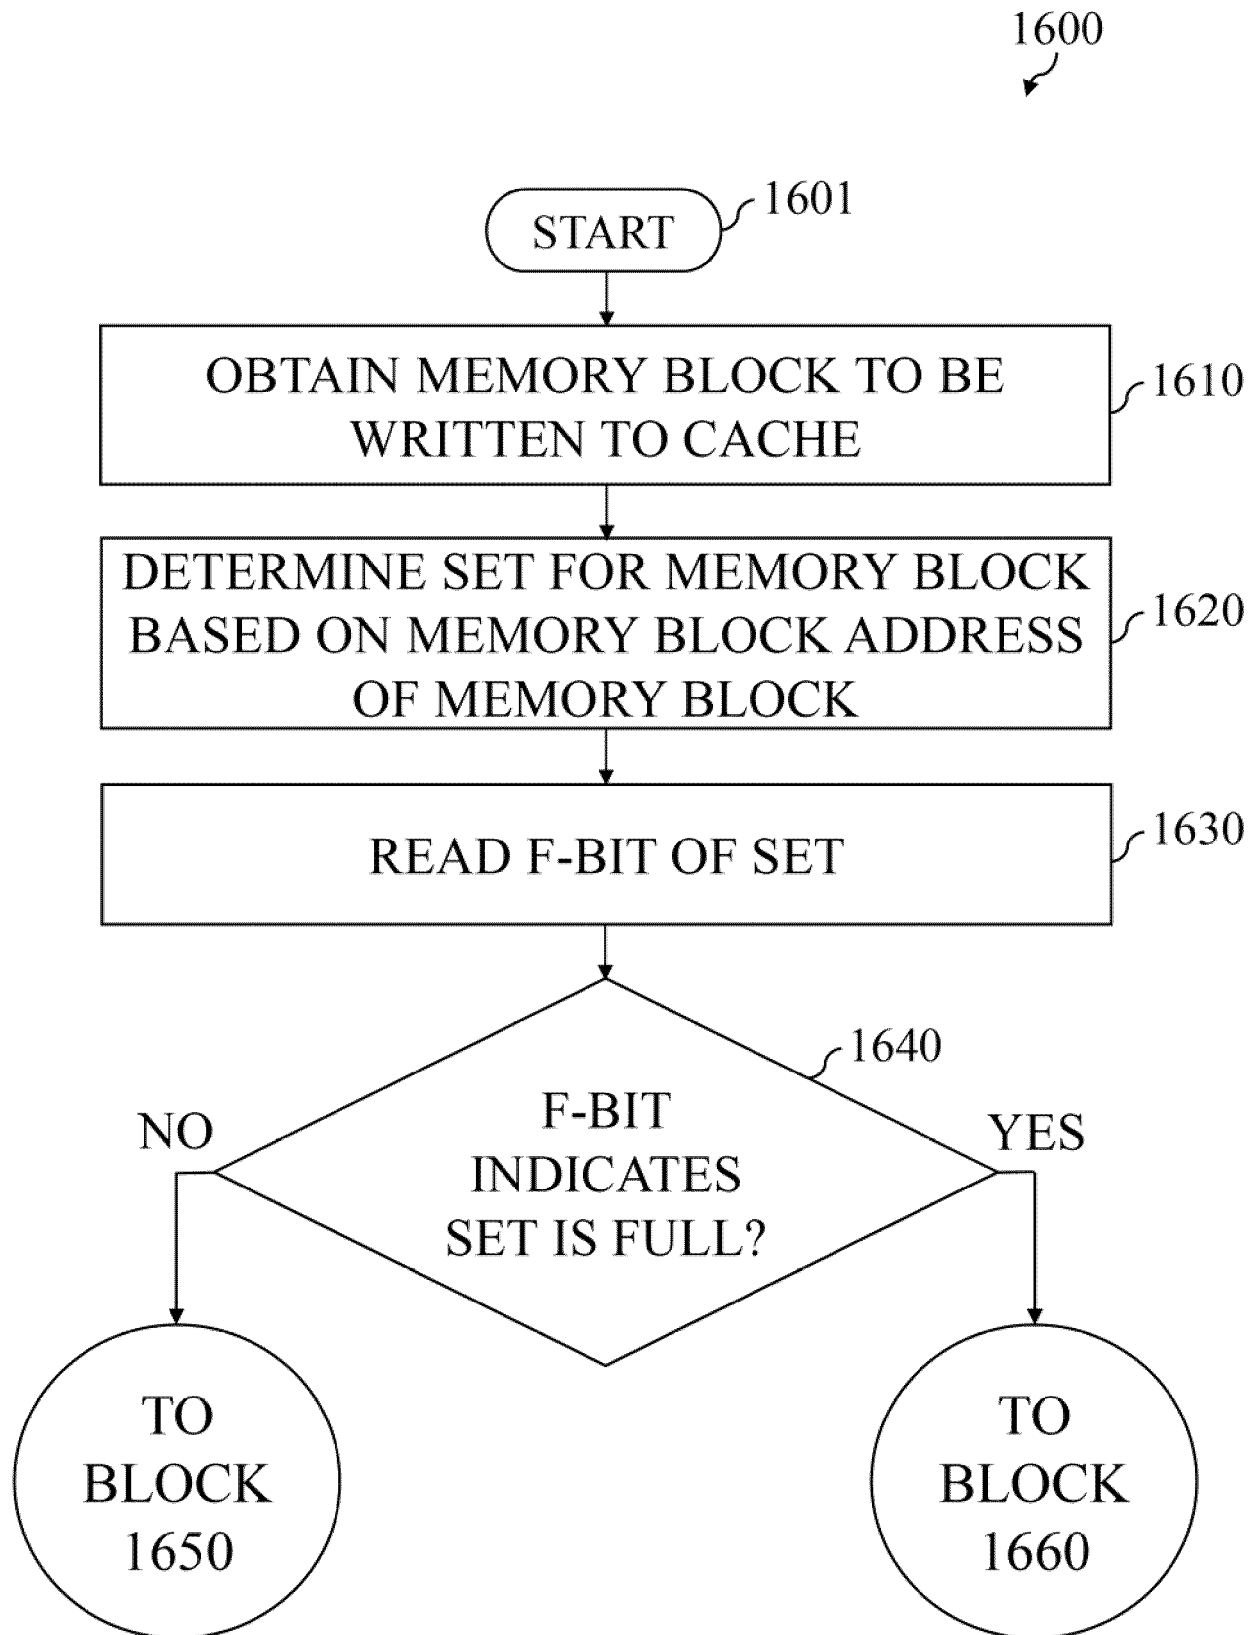 1600
START
1601
OBTAIN MEMORY BLOCK TO BE
WRITTEN TO CACHE
1610
DETERMINE SET FOR MEMORY BLOCK
BASED ON MEMORY BLOCK ADDRESS
OF MEMORY BLOCK
1620
READ F-BIT OF SET
1630
1640
F-BIT
INDICATES
SET IS FULL?
NO
YES
TO
BLOCK
1650
TO
BLOCK
1660